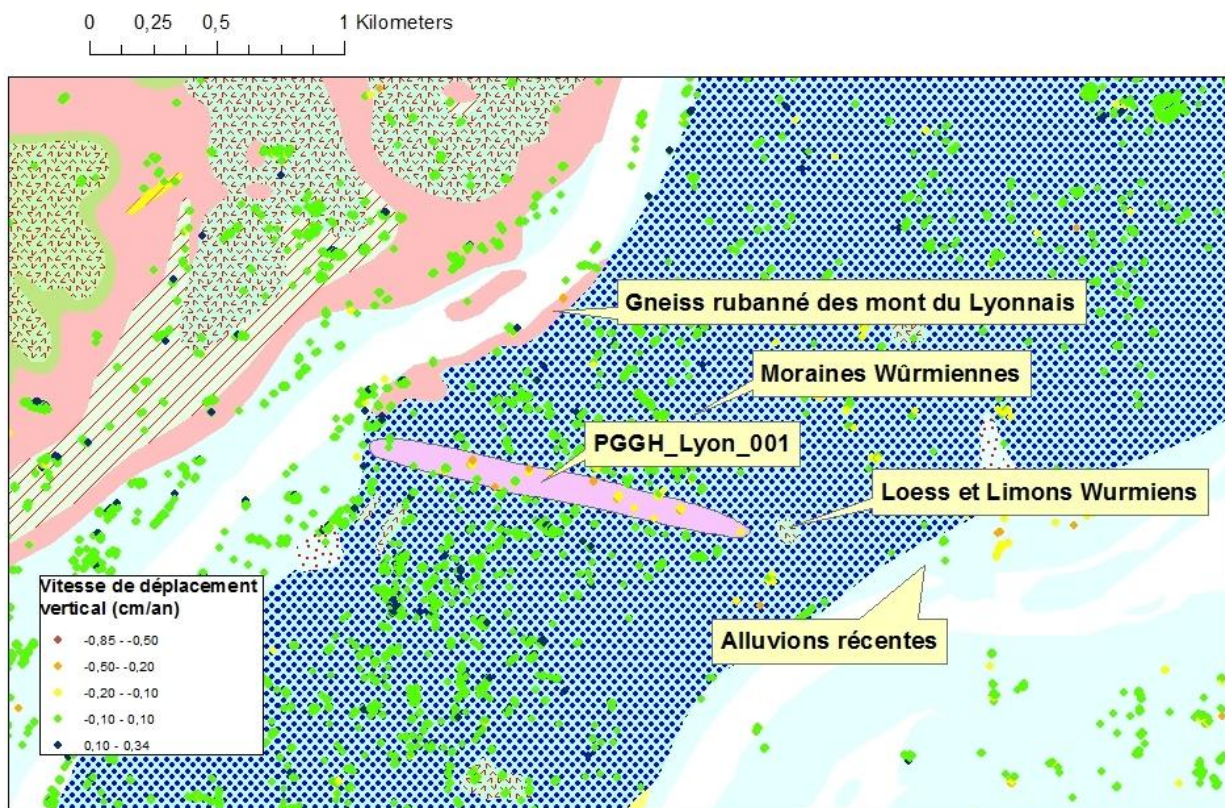 0 0,25 0,5 1 Kilometers
Gneiss rubanné des mont du Lyonnais
Moraines Wûrmiennes
PGGH_Lyon_001
Loess et Limons Wurmiens
Alluvions récentes
Vitesse de déplacement
vertical (cm/an)
-0,85 - -0,50
-0,50- -0,20
-0,20 - -0,10
-0,10 - 0,10
0,10 - 0,34